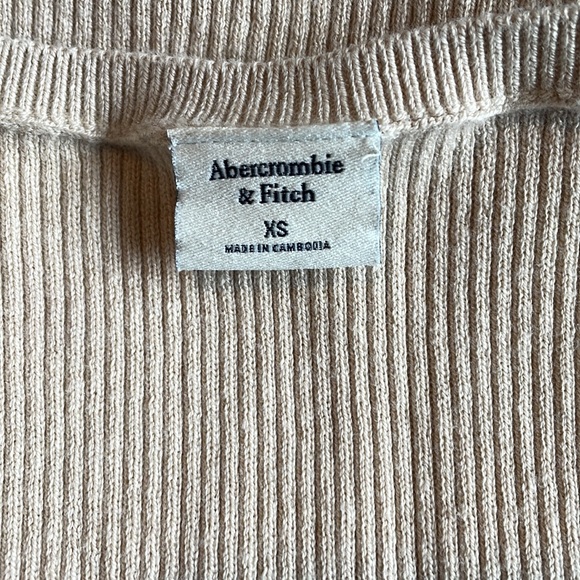 Abercrombie
& Fitch
XS
MADE IN CAMBODIA